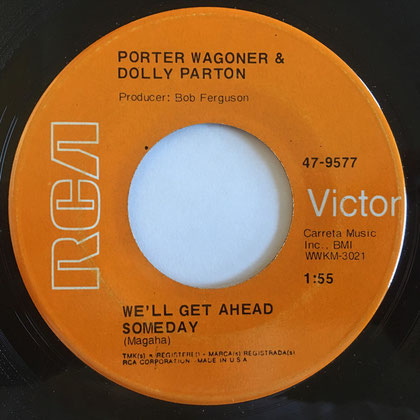 PORTER WAGONER &
DOLLY PARTON
Producer: Bob Ferguson
RCA
47-9577
Victor
Carreta Music
Inc., BMI
WWKM-3021
1:55
WE'LL GET AHEAD
SOMEDAY
(Magaha)
TMK(s) ® REGISTERED • MARCA(s) REGISTRADA(s)
RCA CORPORATION. MADE IN U.S.A.